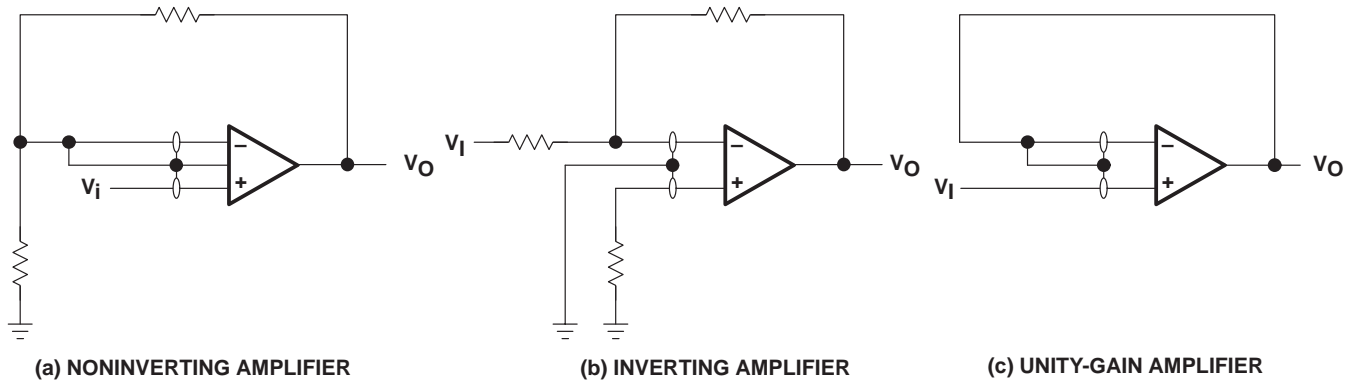 Vi
VO
(a) NONINVERTING AMPLIFIER
VI
VO
(b) INVERTING AMPLIFIER
VI
VO
(c) UNITY-GAIN AMPLIFIER